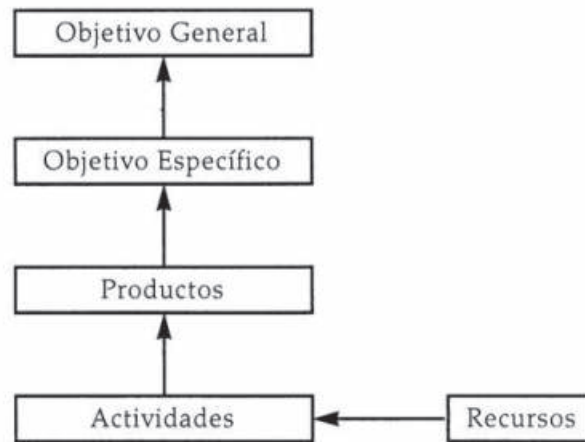 Objetivo General
Objetivo Específico
Productos
Actividades
Recursos